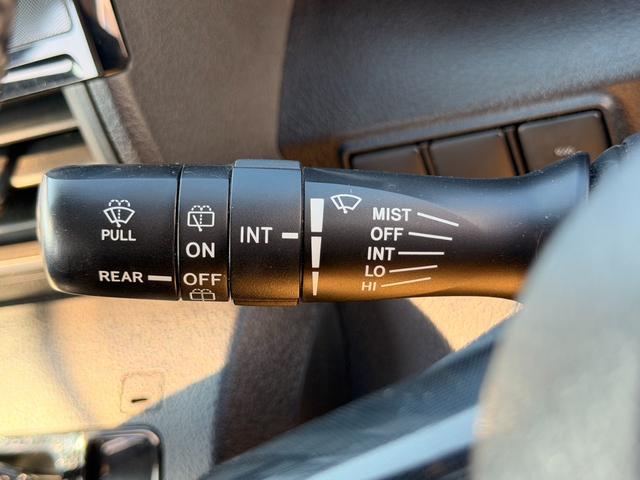 PULL
REAR
ON
OFF
INT
MIST
OFF
INT
LO
HI